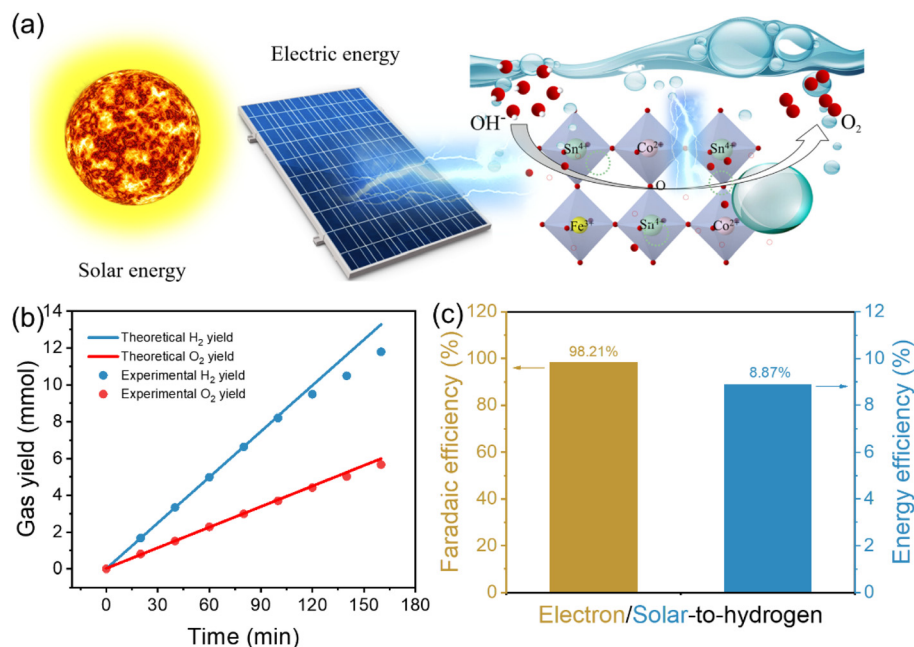 (a)
Electric energy
Solar energy
OH⁻
O₂
Sn⁴⁺ Co²⁺ Sn⁴⁺
O
Sn⁴⁺ Co²⁺
(b)
Gas yield (mmol)
14
12
10
8
6
4
2
0
Theoretical H₂ yield
Theoretical O₂ yield
Experimental H₂ yield
Experimental O₂ yield
0 30 60 90 120 150 180
Time (min)
(c)
Faradaic efficiency (%)
120
100
80
60
40
20
0
98.21%
8.87%
12
10
8
6
4
2
0
Energy efficiency (%)
Electron/Solar-to-hydrogen